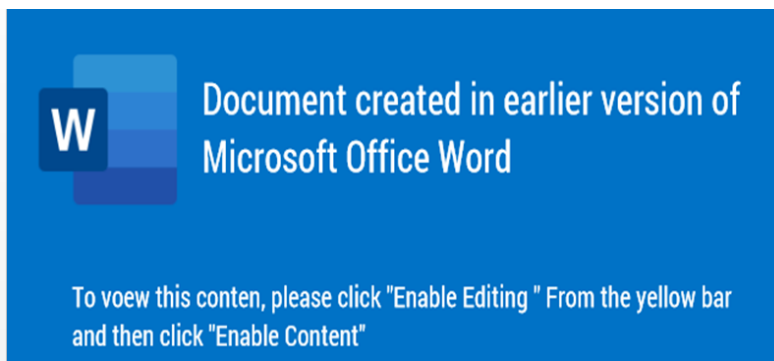 W
Document created in earlier version of
Microsoft Office Word
To voew this conten, please click "Enable Editing " From the yellow bar
and then click "Enable Content"